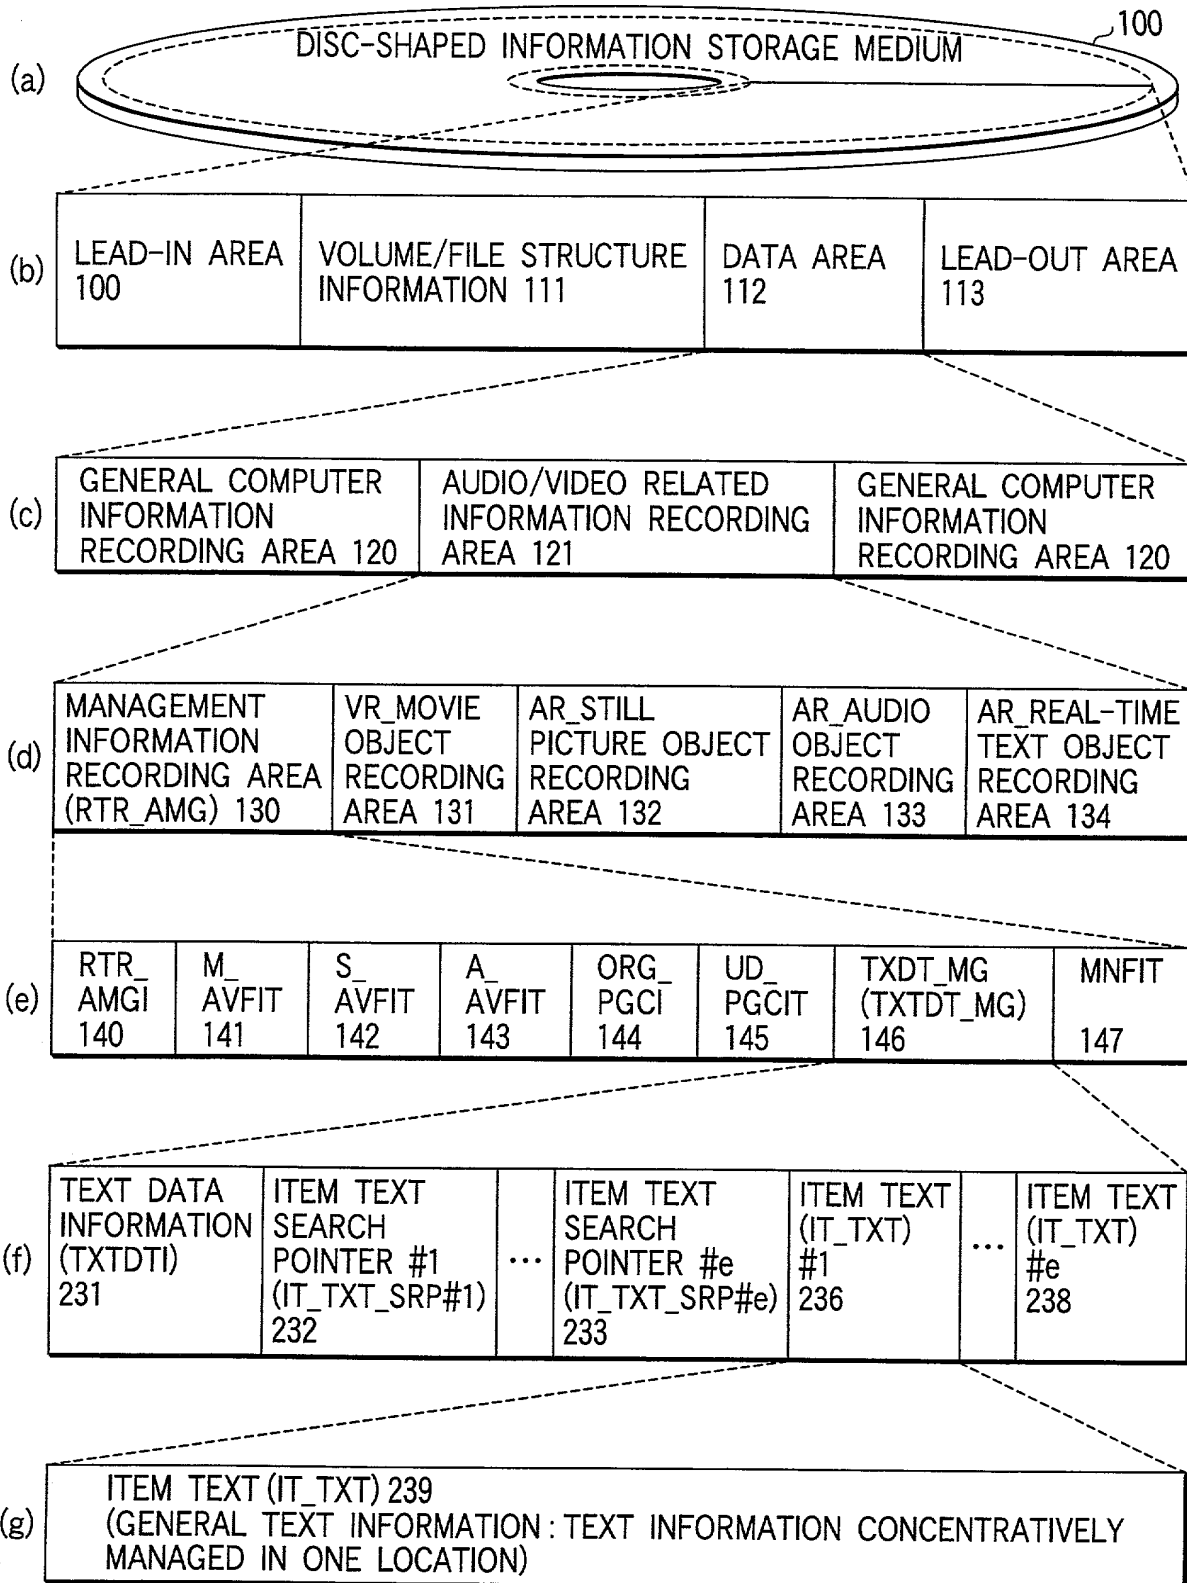 100
DISC-SHAPED INFORMATION STORAGE MEDIUM
(a)
(b)
LEAD-IN AREA
100
VOLUME/FILE STRUCTURE
INFORMATION 111
DATA AREA
112
LEAD-OUT AREA
113
(c)
GENERAL COMPUTER
INFORMATION
RECORDING AREA 120
AUDIO/VIDEO RELATED
INFORMATION RECORDING
AREA 121
GENERAL COMPUTER
INFORMATION
RECORDING AREA 120
(d)
MANAGEMENT
INFORMATION
RECORDING AREA
(RTR_AMG) 130
VR_MOVIE
OBJECT
RECORDING
AREA 131
AR_STILL
PICTURE OBJECT
RECORDING
AREA 132
AR_AUDIO
OBJECT
RECORDING
AREA 133
AR_REAL-TIME
TEXT OBJECT
RECORDING
AREA 134
(e)
RTR_
AMGI
140
M_
AVFIT
141
S_
AVFIT
142
A_
AVFIT
143
ORG_
PGCI
144
UD_
PGCIT
145
TXDT_MG
(TXTDT_MG)
146
MNFIT
147
(f)
TEXT DATA
INFORMATION
(TXTDTI)
231
ITEM TEXT
SEARCH
POINTER #1
(IT_TXT_SRP#1)
232
...
ITEM TEXT
SEARCH
POINTER #e
(IT_TXT_SRP#e)
233
ITEM TEXT
(IT_TXT)
#1
236
...
ITEM TEXT
(IT_TXT)
#e
238
(g)
ITEM TEXT (IT_TXT) 239
(GENERAL TEXT INFORMATION : TEXT INFORMATION CONCENTRATIVELY
MANAGED IN ONE LOCATION)